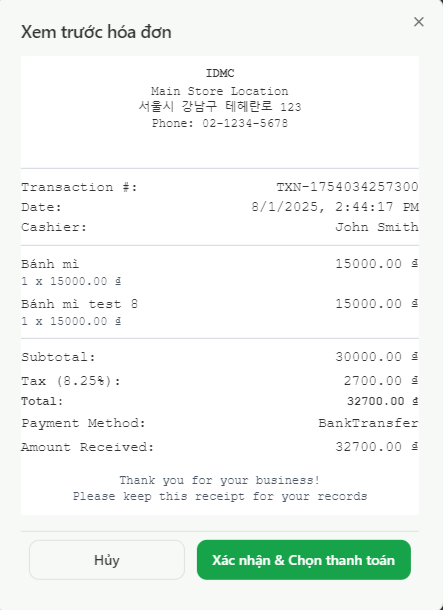 Xem trước hóa đơn
×
IDMC
Main Store Location
서울시 강남구 테헤란로 123
Phone: 02-1234-5678
Transaction #: TXN-1754034257300
Date: 8/1/2025, 2:44:17 PM
Cashier: John Smith
Bánh mì 15000.00 ₫
1 x 15000.00 ₫
Bánh mì test 8 15000.00 ₫
1 x 15000.00 ₫
Subtotal: 30000.00 ₫
Tax (8.25%): 2700.00 ₫
Total: 32700.00 ₫
Payment Method: BankTransfer
Amount Received: 32700.00 ₫
Thank you for your business!
Please keep this receipt for your records
Hủy
Xác nhận & Chọn thanh toán